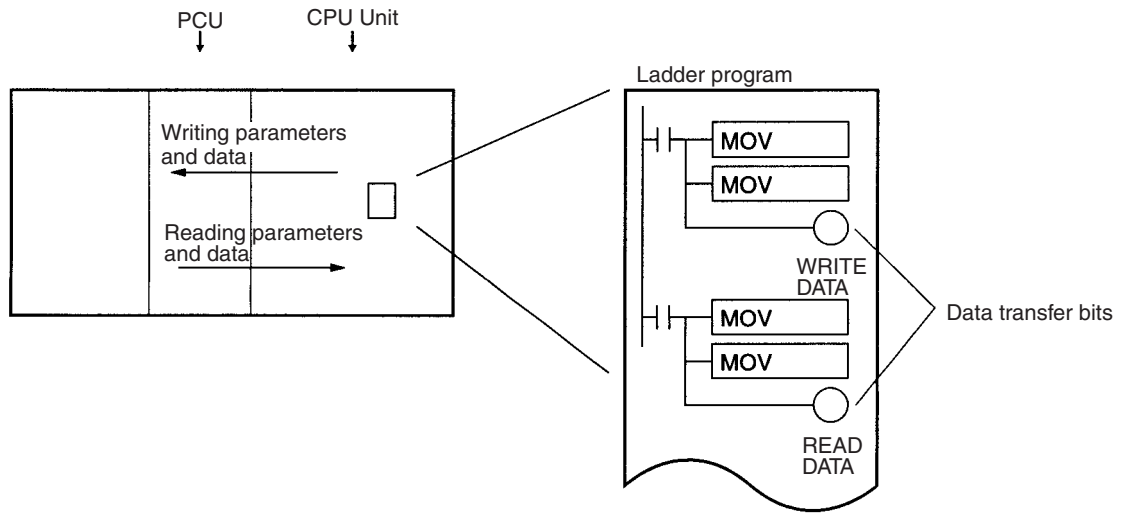 PCU
CPU Unit
Writing parameters
and data
Reading parameters
and data
Ladder program
MOV
MOV
WRITE
DATA
MOV
MOV
READ
DATA
Data transfer bits